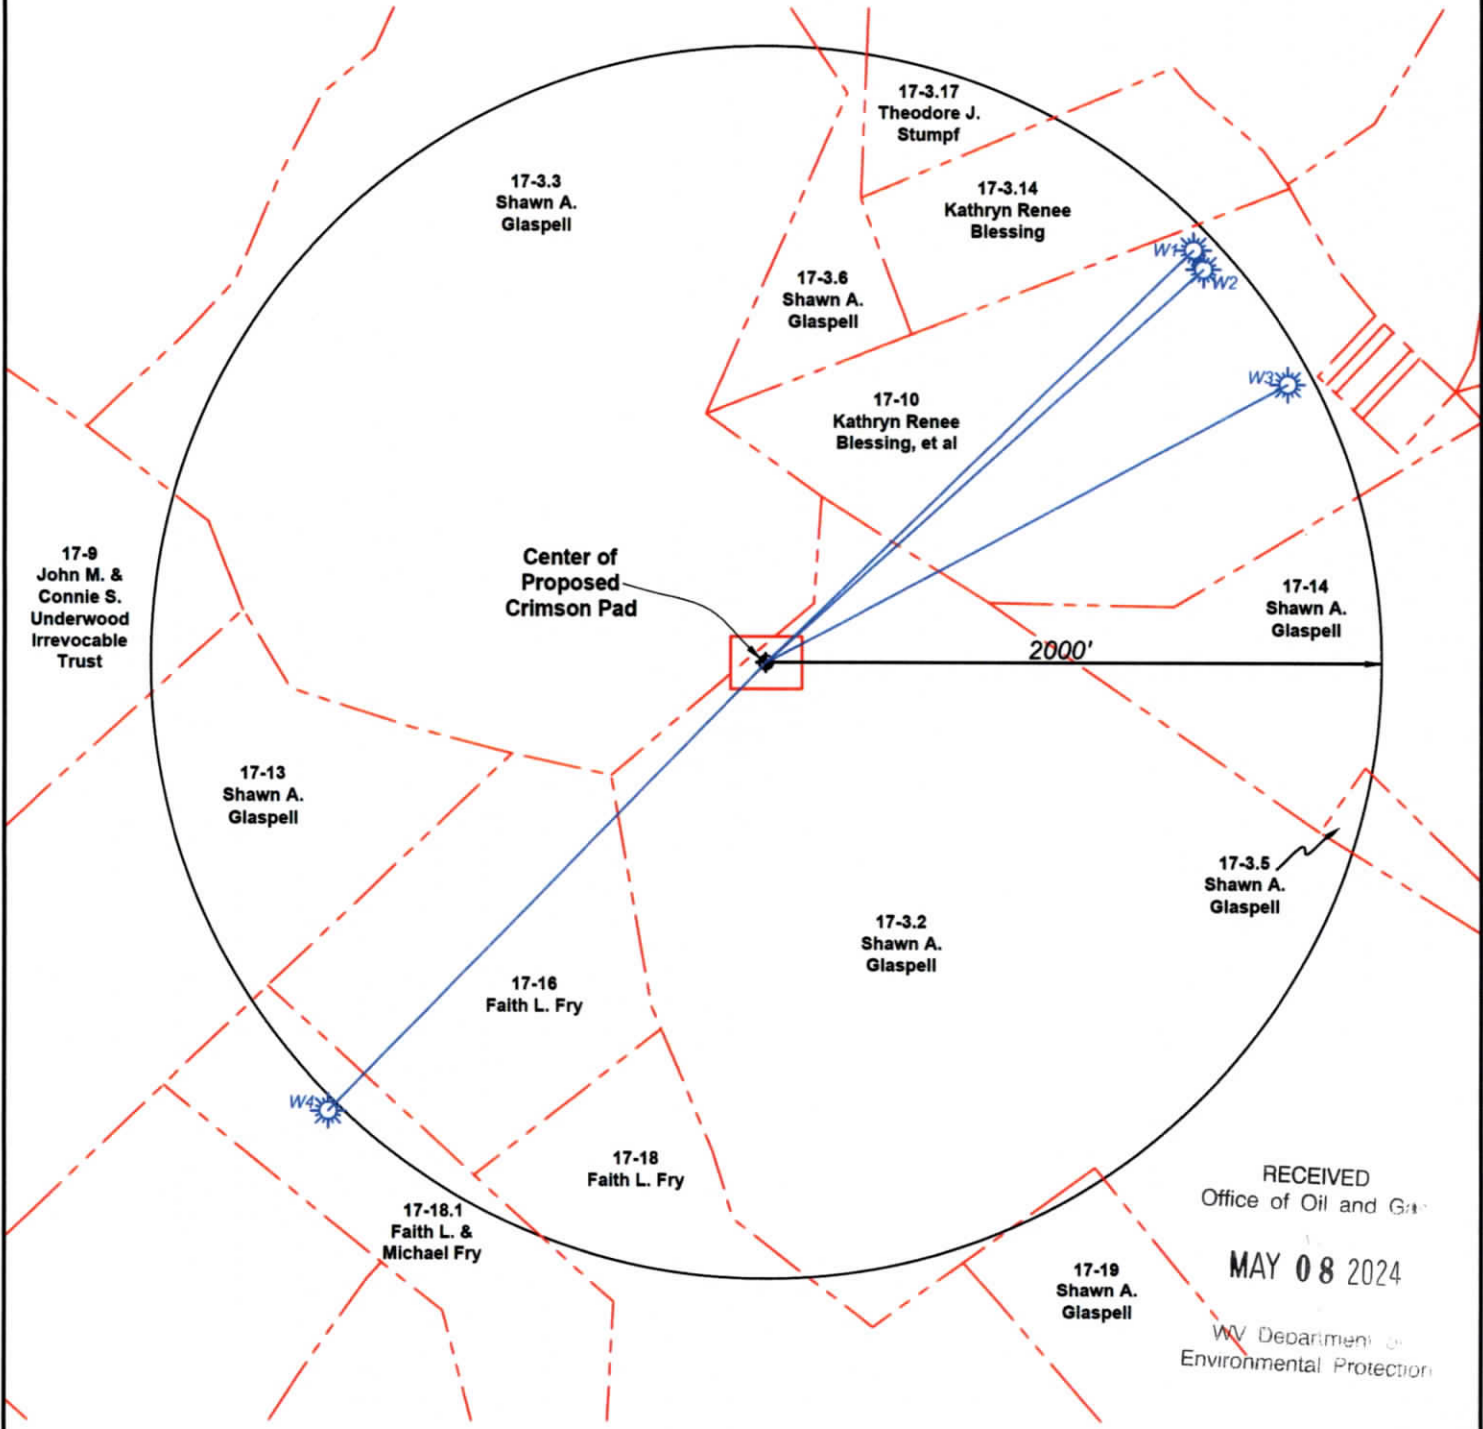 17-3.17
Theodore J.
Stumpf
17-3.3
Shawn A.
Glaspell
17-3.14
Kathryn Renee
Blessing
W1
W2
17-3.6
Shawn A.
Glaspell
W3
17-10
Kathryn Renee
Blessing, et al
17-9
John M. &
Connie S.
Underwood
Irrevocable
Trust
Center of
Proposed
Crimson Pad
17-14
Shawn A.
Glaspell
2000'
17-13
Shawn A.
Glaspell
17-3.5
Shawn A.
Glaspell
17-3.2
Shawn A.
Glaspell
17-16
Faith L. Fry
W4
17-18
Faith L. Fry
17-18.1
Faith L. &
Michael Fry
17-19
Shawn A.
Glaspell
RECEIVED
Office of Oil and Gas
MAY 08 2024
WV Department of
Environmental Protection